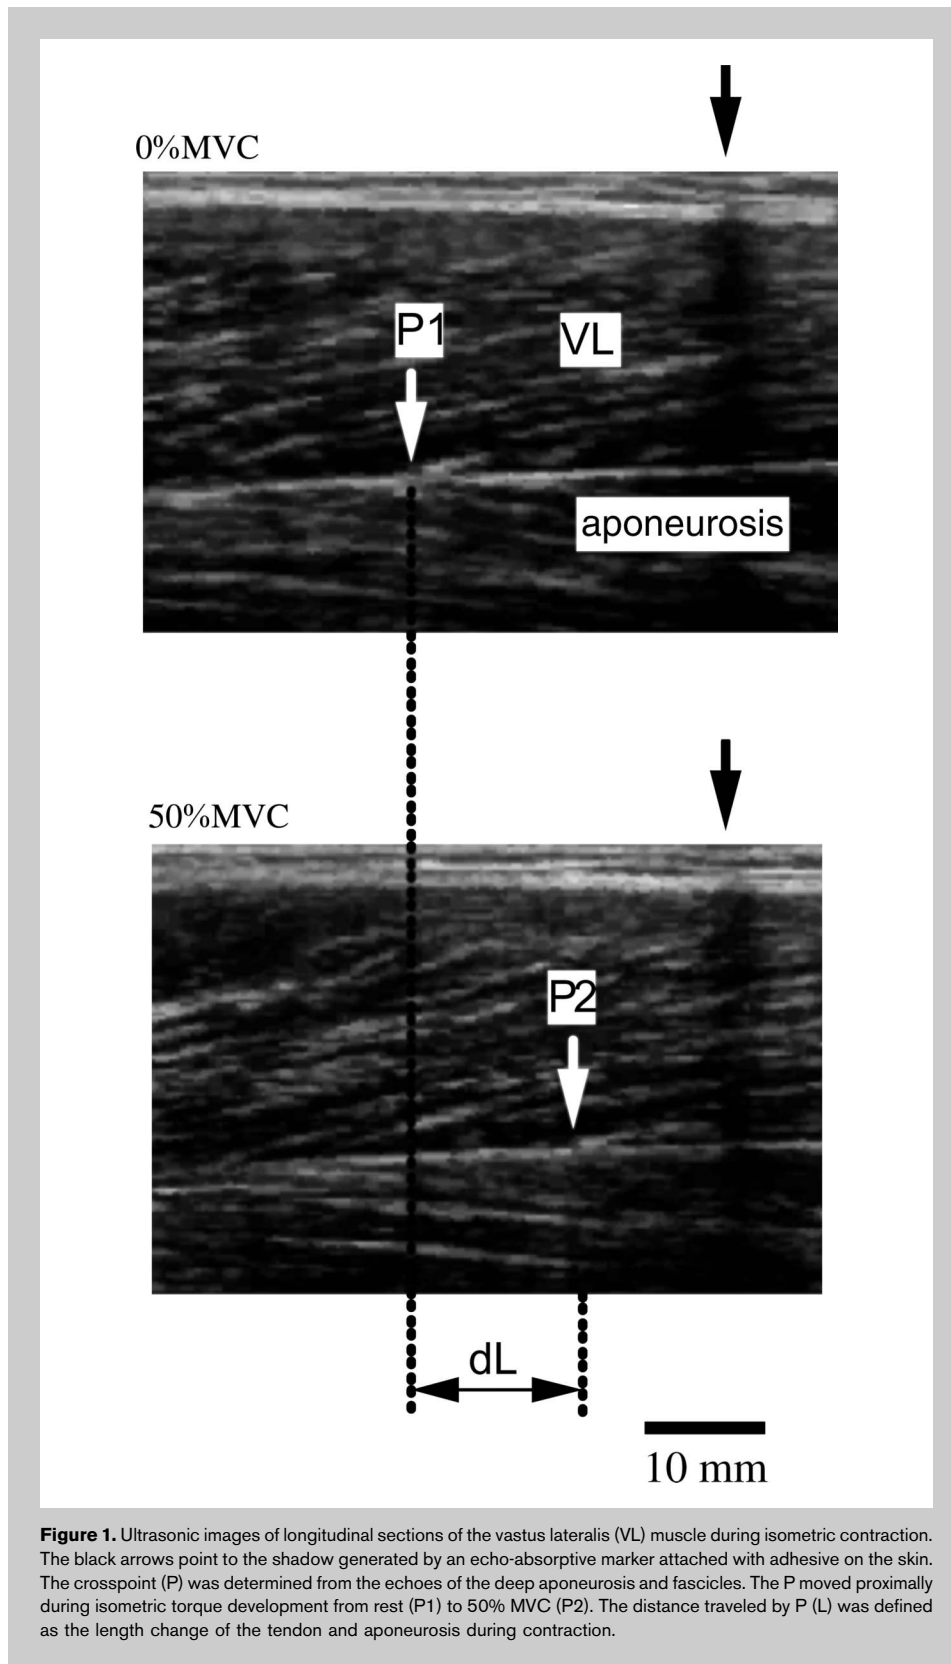 0%MVC
P1
VL
aponeurosis
50%MVC
P2
dL
10 mm
Figure 1. Ultrasonic images of longitudinal sections of the vastus lateralis (VL) muscle during isometric contraction.
The black arrows point to the shadow generated by an echo-absorptive marker attached with adhesive on the skin.
The crosspoint (P) was determined from the echoes of the deep aponeurosis and fascicles. The P moved proximally
during isometric torque development from rest (P1) to 50% MVC (P2). The distance traveled by P (L) was defined
as the length change of the tendon and aponeurosis during contraction.